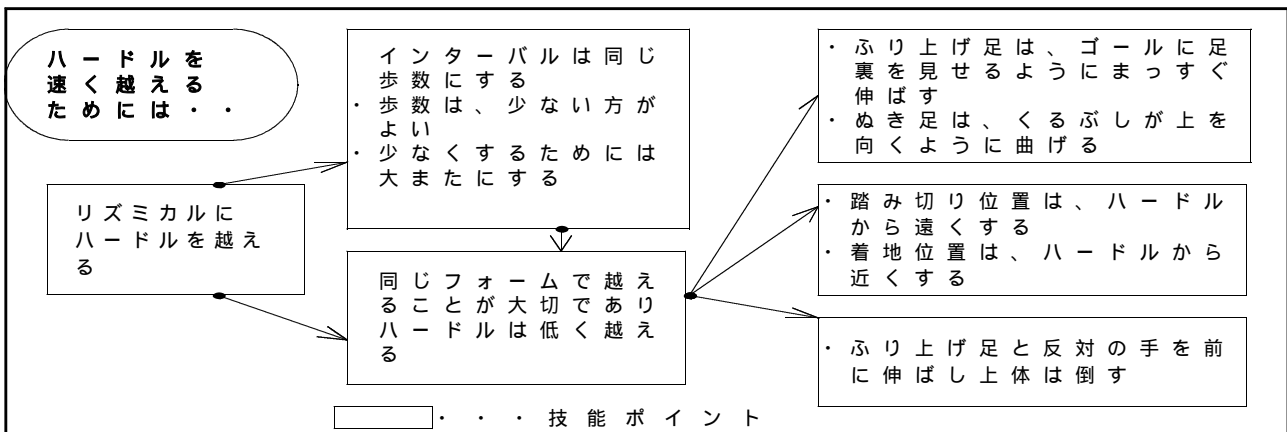 ハードルを
速く越える
ためには・・
リズミカルに
ハードルを越え
る
インターバルは同じ
歩数にする
・歩数は、少ない方が
よい
・少なくするためには
大またにする
同じフォームで越え
ることが大切であり
ハードルは低く越え
る
・ふり上げ足は、ゴールに足
裏を見せるようにまっすぐ
伸ばす
・ぬき足は、くるぶしが上を
向くように曲げる
・踏み切り位置は、ハードル
から遠くする
・着地位置は、ハードルから
近くする
・ふり上げ足と反対の手を前
に伸ばし上体は倒す
・・・技能ポイント